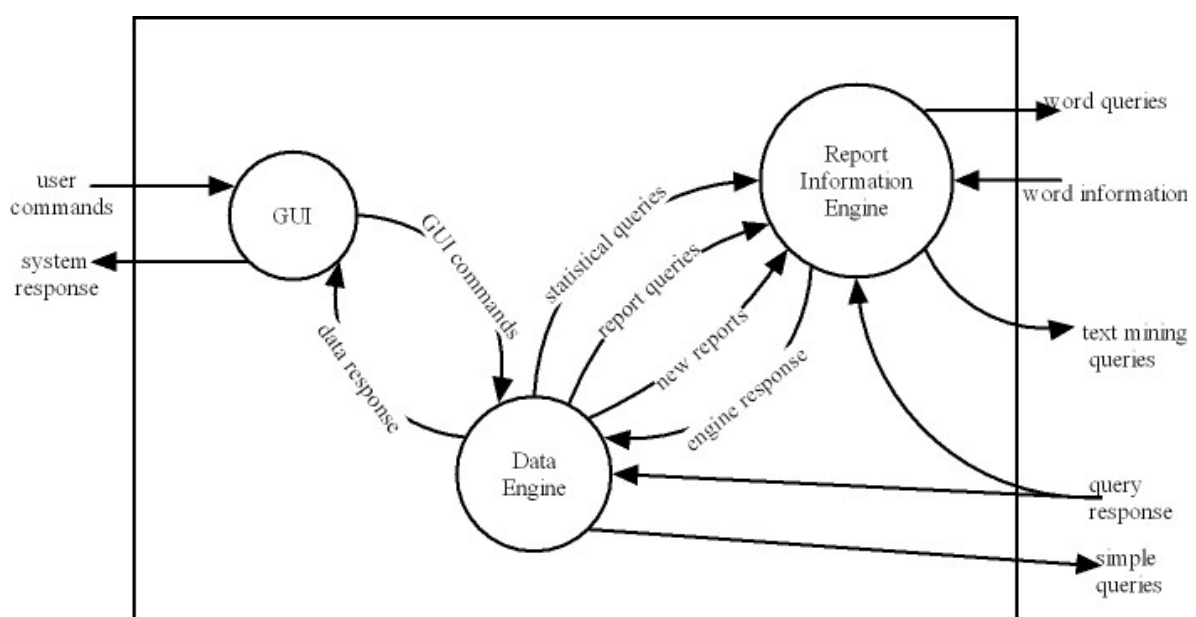 word queries
Report
Information
Engine
user
commands
word information
GUI
GUI commands
statistical queries
report queries
system
response
new reports
text mining
queries
data response
engine response
Data
Engine
query
response
simple
queries